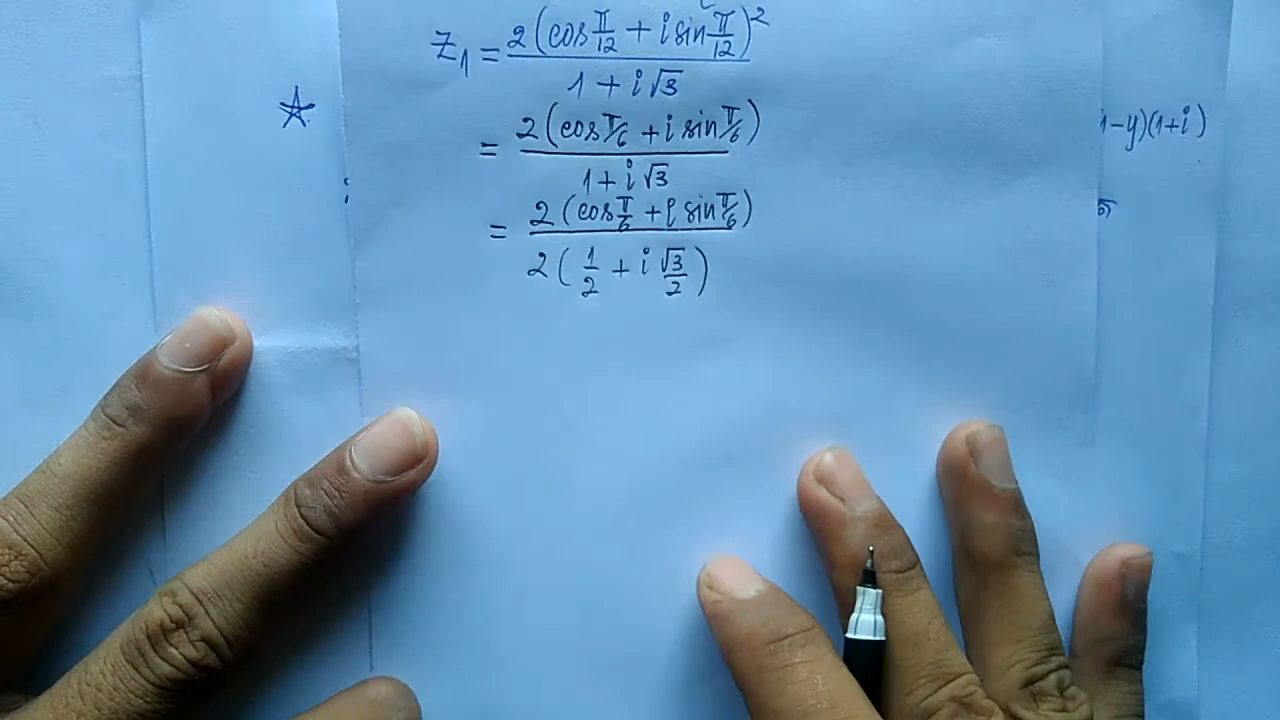 Z₁ = 2(cos π/12 + i sin π/12)² / 1 + i√3
= 2(cos π/6 + i sin π/6) / 1 + i√3
= 2(cos π/6 + i sin π/6) / 2(1/2 + i √3/2)
-y)(1+i)